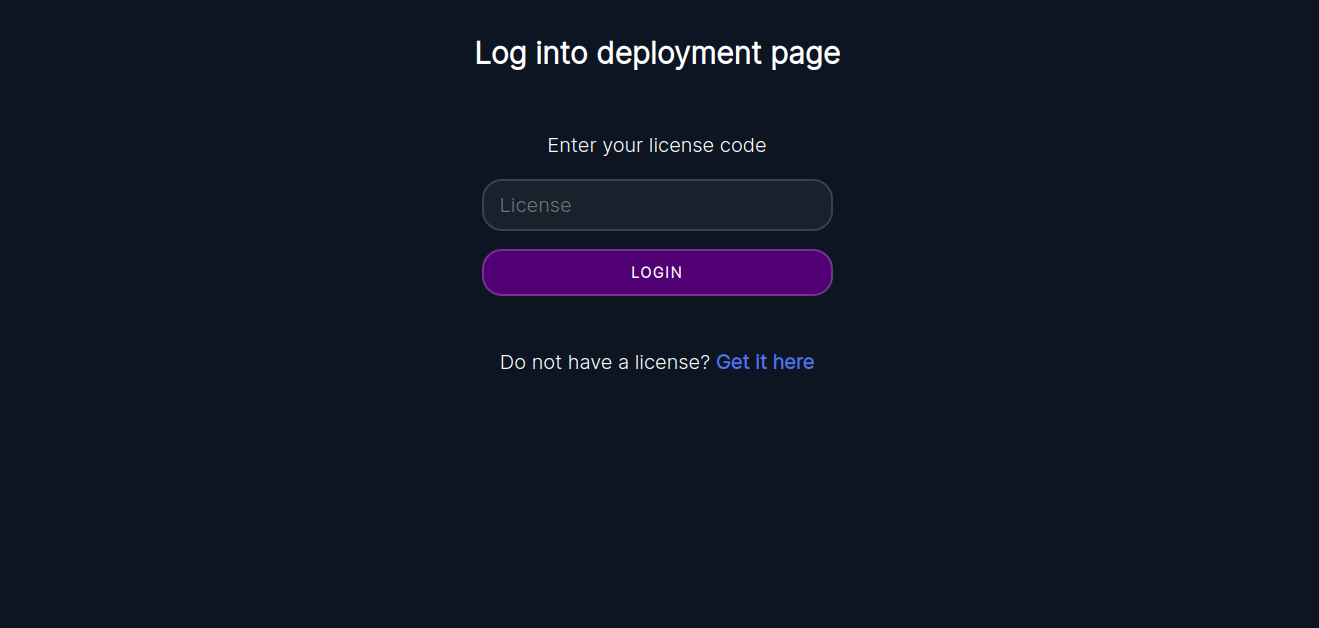 Log into deployment page
Enter your license code
License
LOGIN
Do not have a license? Get it here